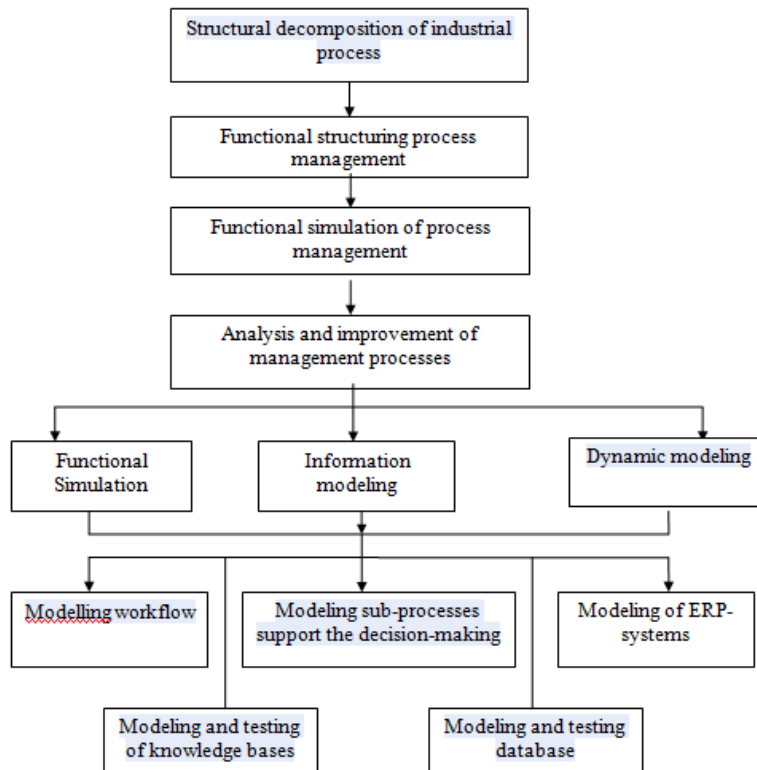 Structural decomposition of industrial
process
Functional structuring process
management
Functional simulation of process
management
Analysis and improvement of
management processes
Functional
Simulation
Information
modeling
Dynamic modeling
Modelling workflow
Modeling sub-processes
support the decision-making
Modeling of ERP-
systems
Modeling and testing
of knowledge bases
Modeling and testing
database